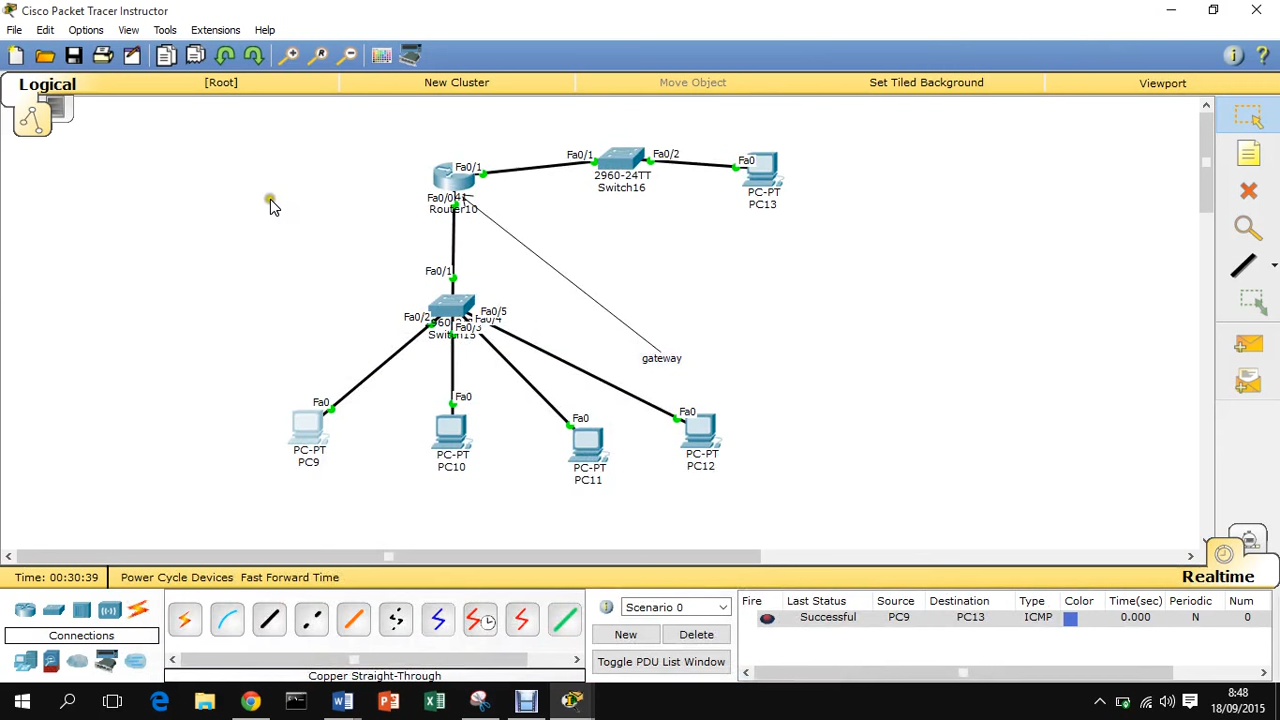 Cisco Packet Tracer Instructor
File Edit Options View Tools Extensions Help
Logical [Root] New Cluster Move Object Set Tiled Background Viewport
Fa0/1 Fa0/1 Fa0/2 Fa0
2960-24TT
Switch16
PC-PT
PC13
Fa0/0
Router10
Fa0/1
Fa0/2 Fa0/5
Fa0/4
Fa0/3
Switch15
gateway
Fa0 Fa0 Fa0 Fa0
PC-PT
PC9
PC-PT
PC10
PC-PT
PC11
PC-PT
PC12
Time: 00:30:39 Power Cycle Devices Fast Forward Time Realtime
Connections
Copper Straight-Through
Scenario 0
New Delete
Toggle PDU List Window
Fire Last Status Source Destination Type Color Time(sec) Periodic Num
Successful PC9 PC13 ICMP 0.000 N 0
8:48
18/09/2015